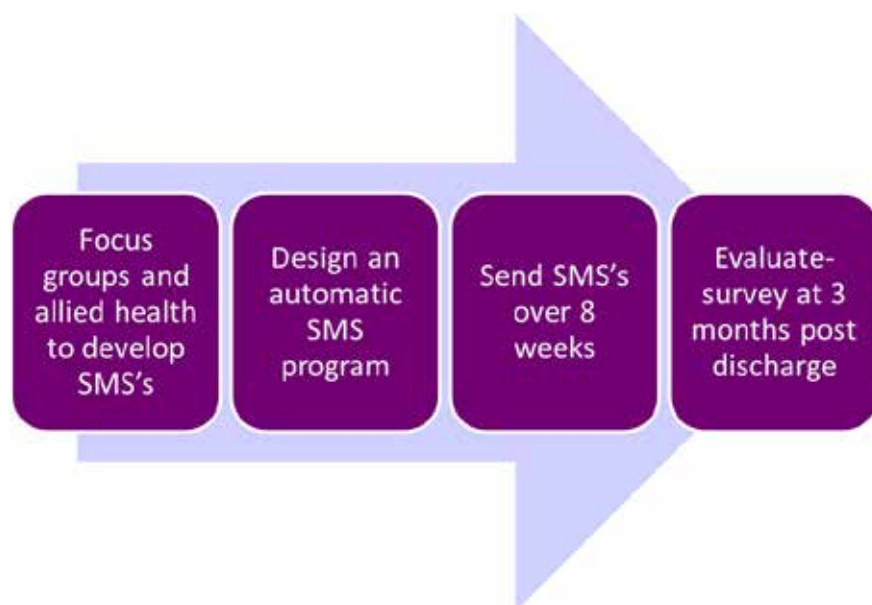 Focus
groups and
allied health
to develop
SMS's
Design an
automatic
SMS
program
Send SMS's
over 8
weeks
Evaluate-
survey at 3
months post
discharge